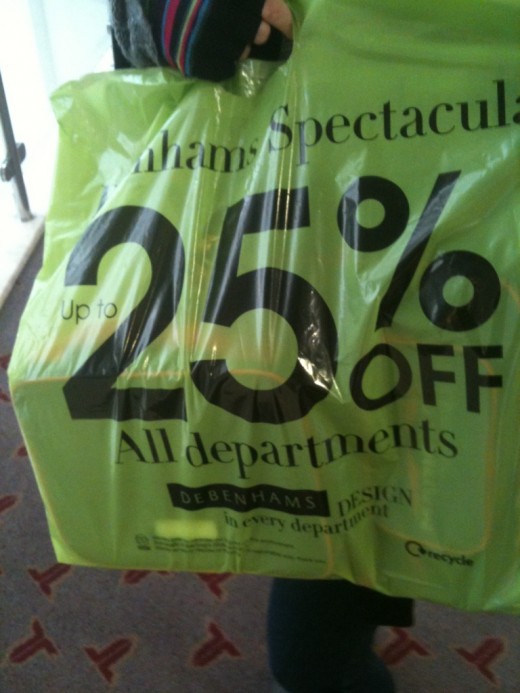 Spectacula
Up to 25% OFF
All departments
DEBENHAMS DESIGN
in every department
recycle